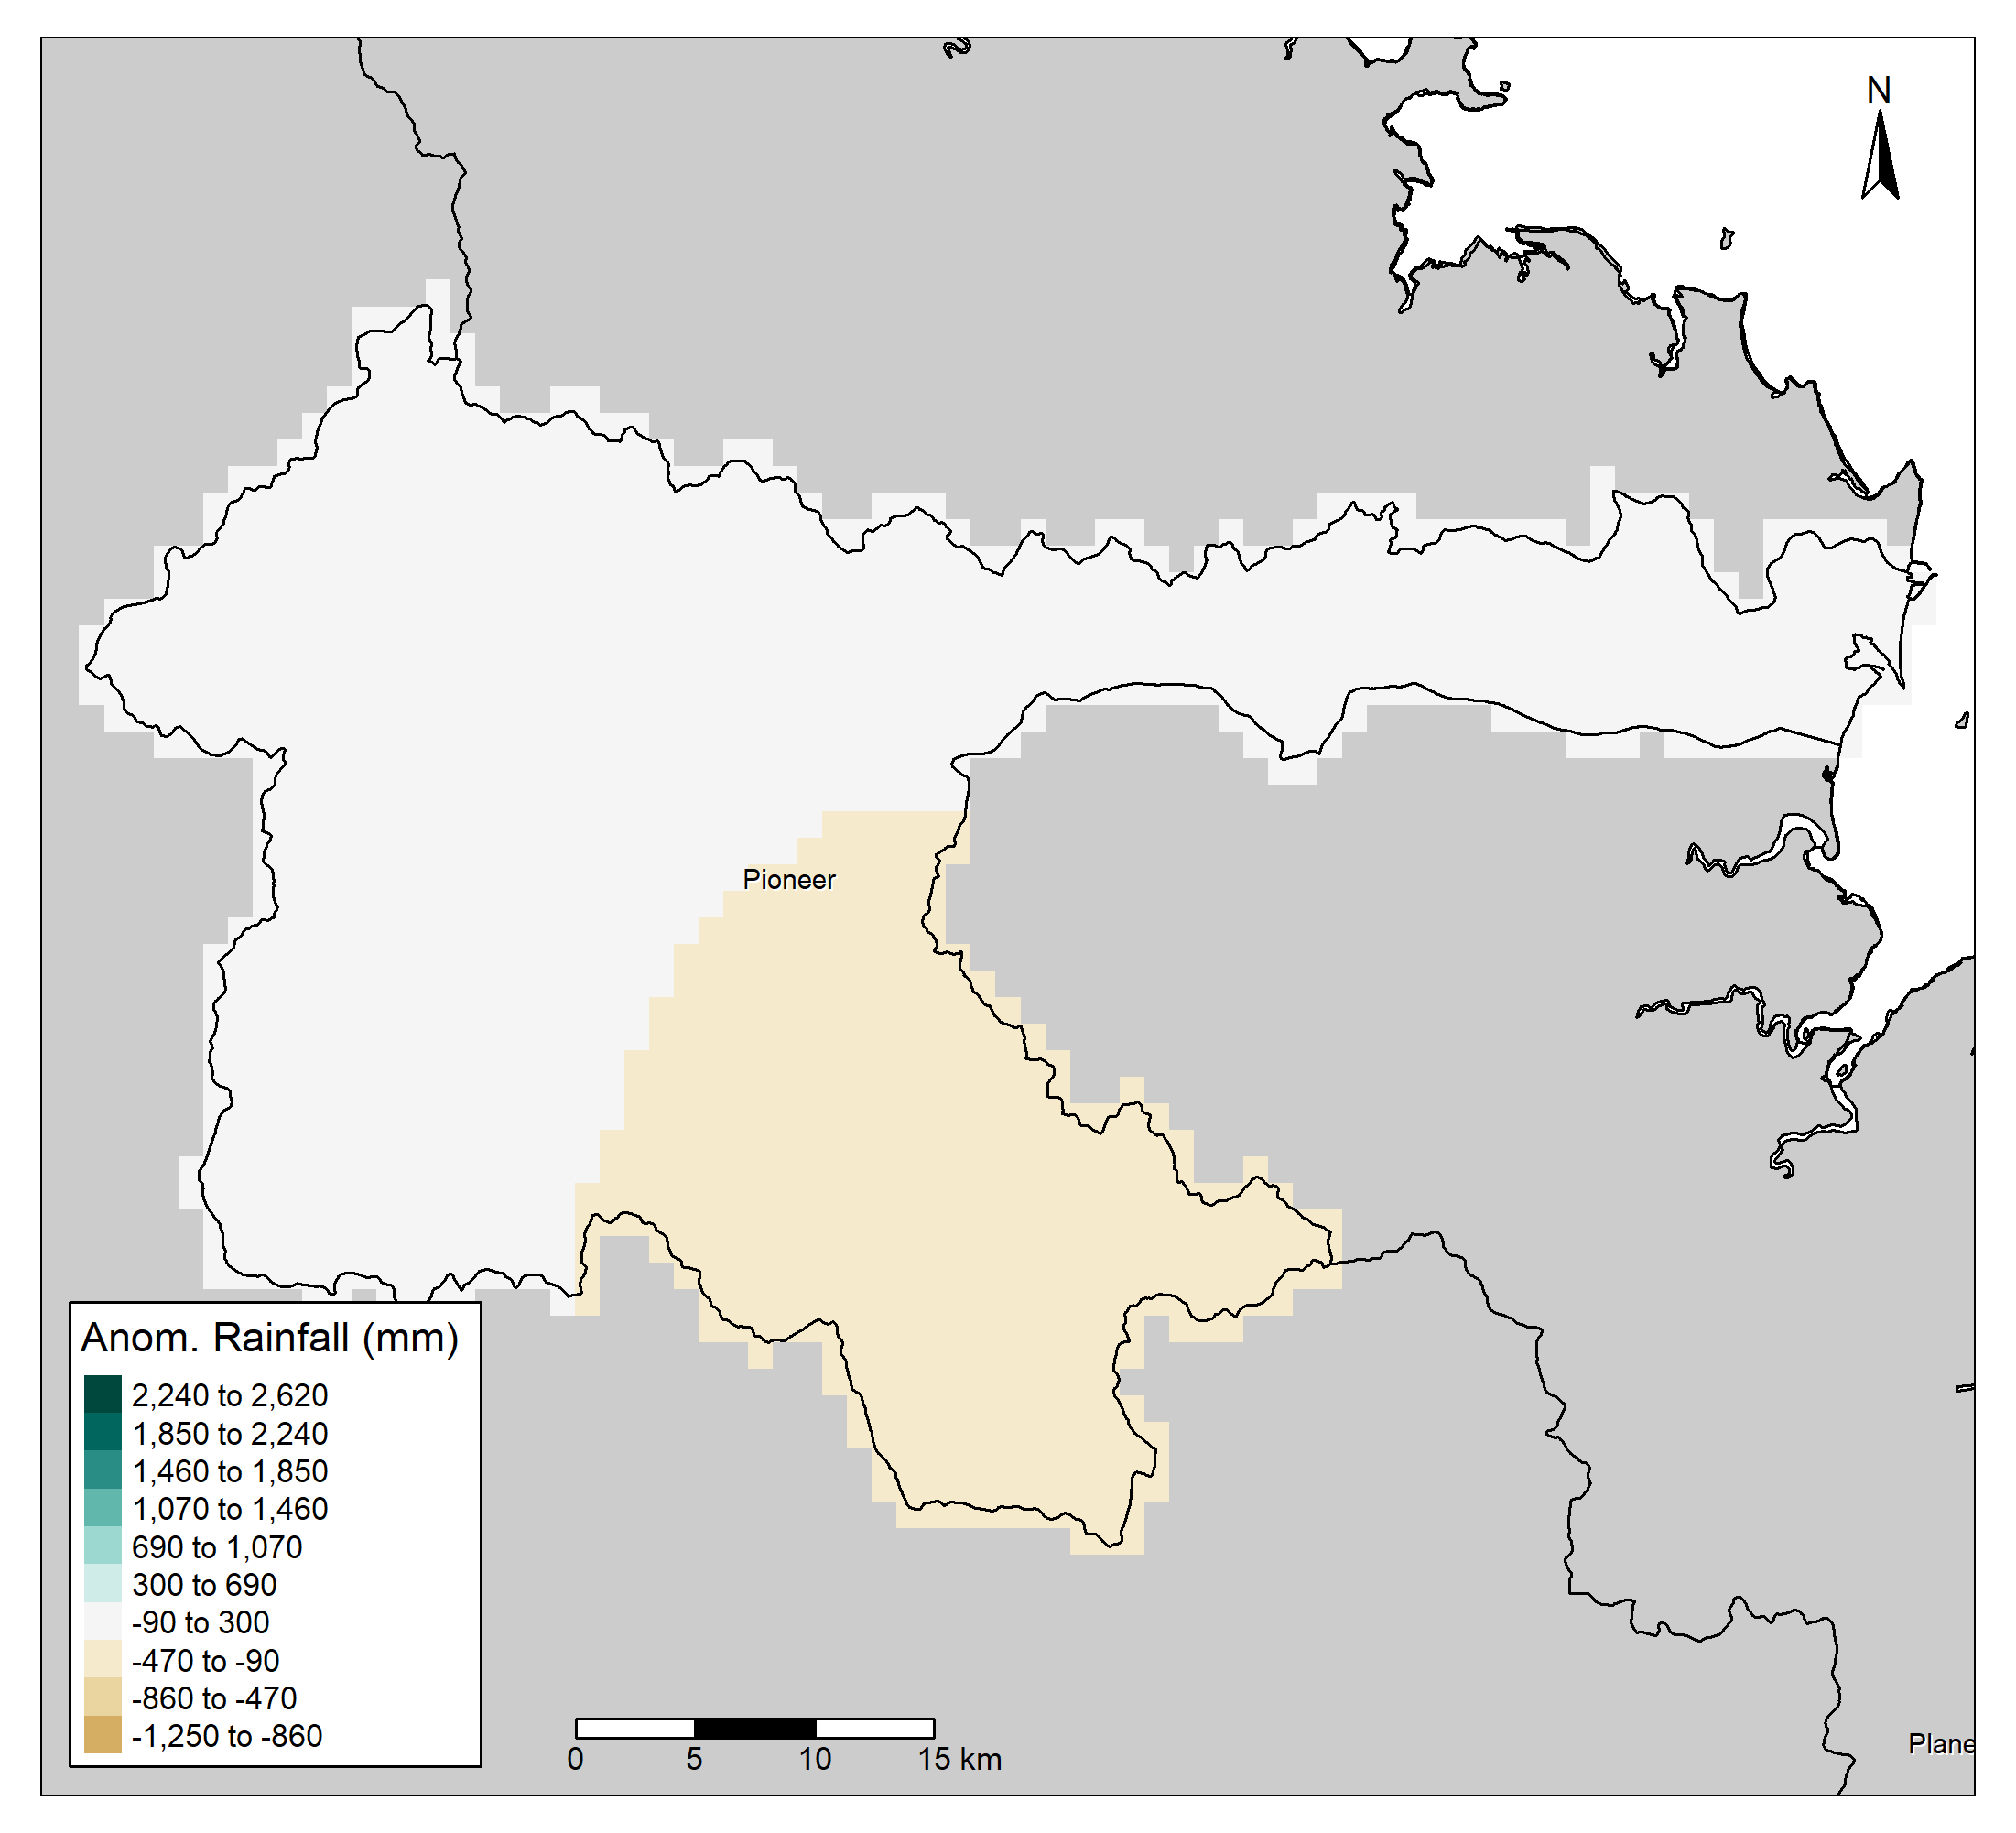 N
Pioneer
Anom. Rainfall (mm)
2,240 to 2,620
1,850 to 2,240
1,460 to 1,850
1,070 to 1,460
690 to 1,070
300 to 690
-90 to 300
-470 to -90
-860 to -470
-1,250 to -860
0 5 10 15 km
Plane